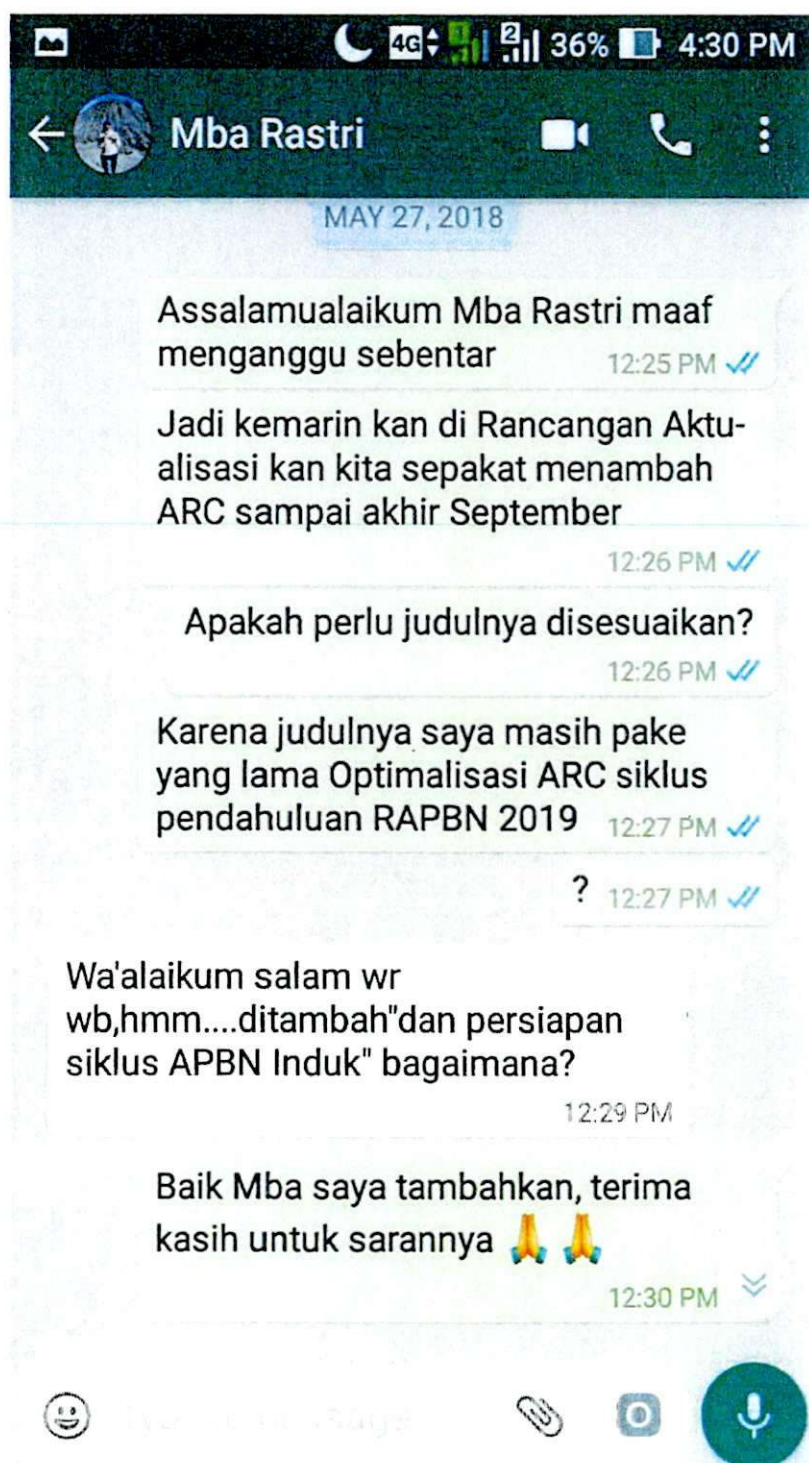 4G 1 2 36% 4:30 PM
Mba Rastri
MAY 27, 2018
Assalamualaikum Mba Rastri maaf
menganggu sebentar 12:25 PM
Jadi kemarin kan di Rancangan Aktu-
alisasi kan kita sepakat menambah
ARC sampai akhir September
12:26 PM
Apakah perlu judulnya disesuaikan?
12:26 PM
Karena judulnya saya masih pake
yang lama Optimalisasi ARC siklus
pendahuluan RAPBN 2019 12:27 PM
? 12:27 PM
Wa'alaikum salam wr
wb,hmm....ditambah"dan persiapan
siklus APBN Induk" bagaimana?
12:29 PM
Baik Mba saya tambahkan, terima
kasih untuk sarannya 🙏 🙏
12:30 PM